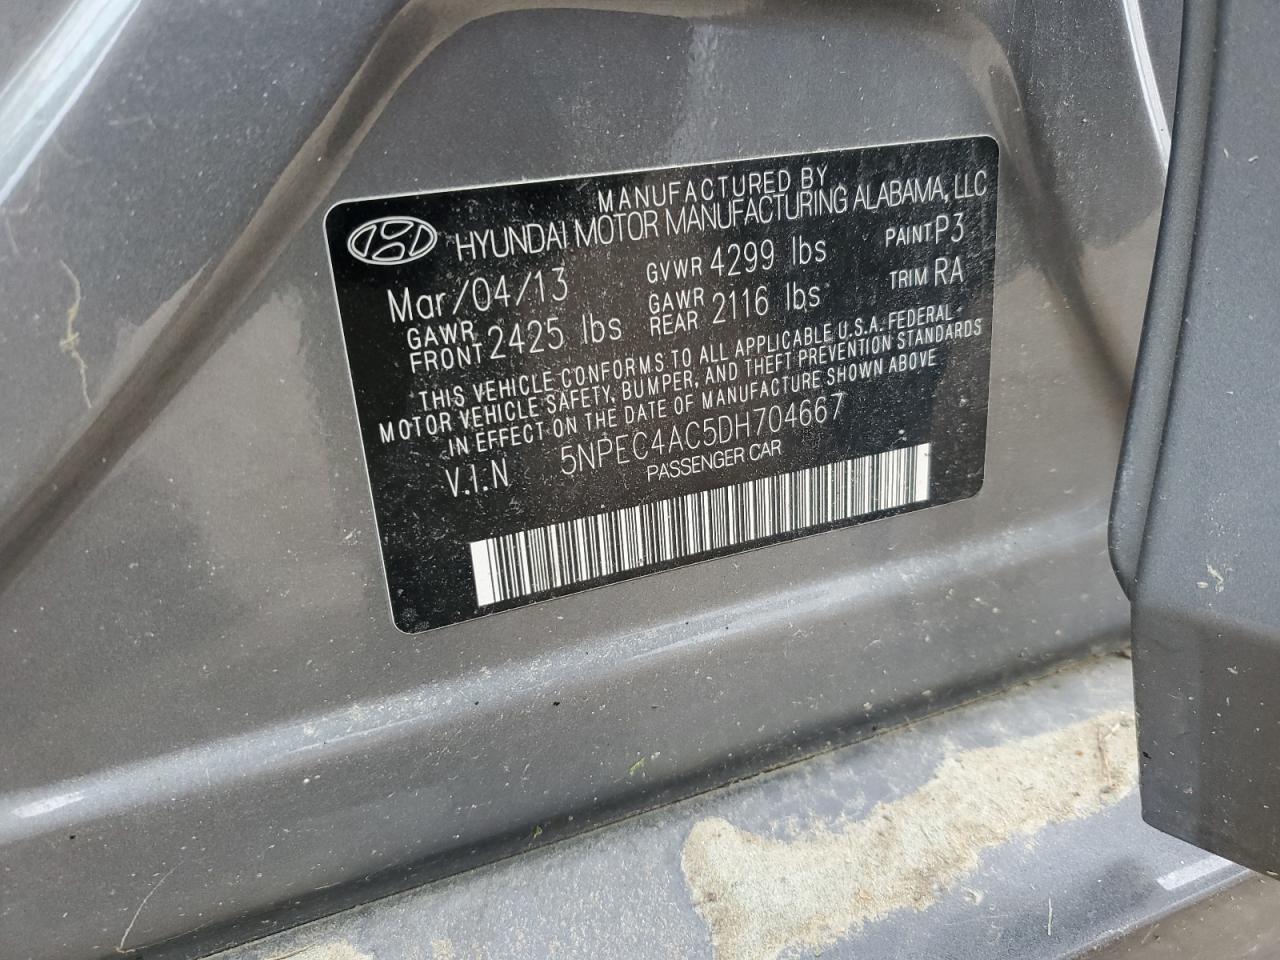 MANUFACTURED BY
HYUNDAI MOTOR MANUFACTURING ALABAMA, LLC
Mar/04/13 GVWR 4299 lbs PAINT P3
GAWR FRONT 2425 lbs GAWR REAR 2116 lbs TRIM RA
THIS VEHICLE CONFORMS TO ALL APPLICABLE U.S.A. FEDERAL
MOTOR VEHICLE SAFETY, BUMPER, AND THEFT PREVENTION STANDARDS
IN EFFECT ON THE DATE OF MANUFACTURE SHOWN ABOVE
V.I.N 5NPEC4AC5DH704667
PASSENGER CAR